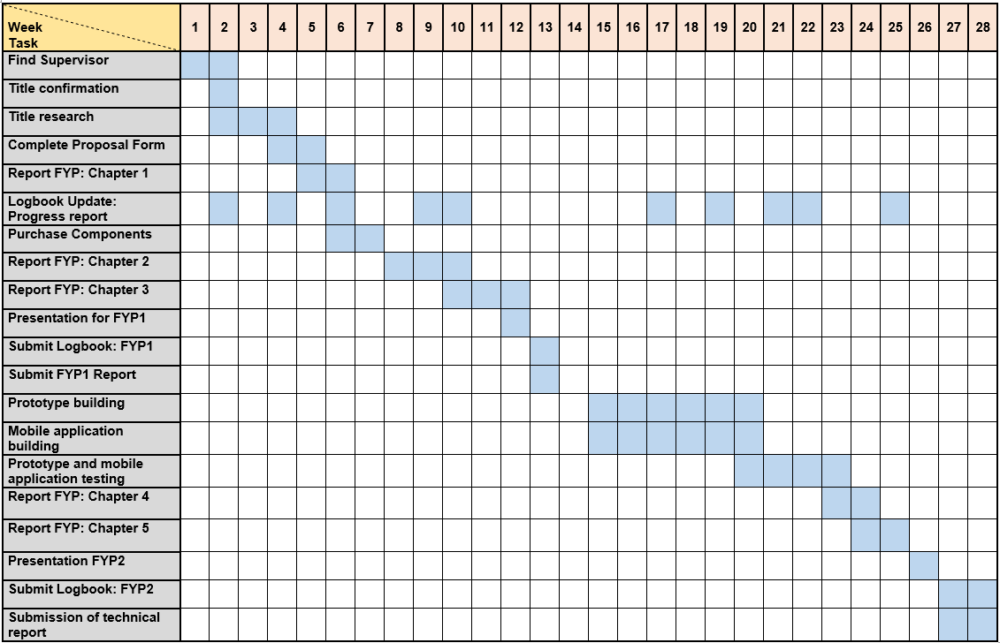 Week
Task
1 2 3 4 5 6 7 8 9 10 11 12 13 14 15 16 17 18 19 20 21 22 23 24 25 26 27 28
Find Supervisor
Title confirmation
Title research
Complete Proposal Form
Report FYP: Chapter 1
Logbook Update:
Progress report
Purchase Components
Report FYP: Chapter 2
Report FYP: Chapter 3
Presentation for FYP1
Submit Logbook: FYP1
Submit FYP1 Report
Prototype building
Mobile application
building
Prototype and mobile
application testing
Report FYP: Chapter 4
Report FYP: Chapter 5
Presentation FYP2
Submit Logbook: FYP2
Submission of technical
report